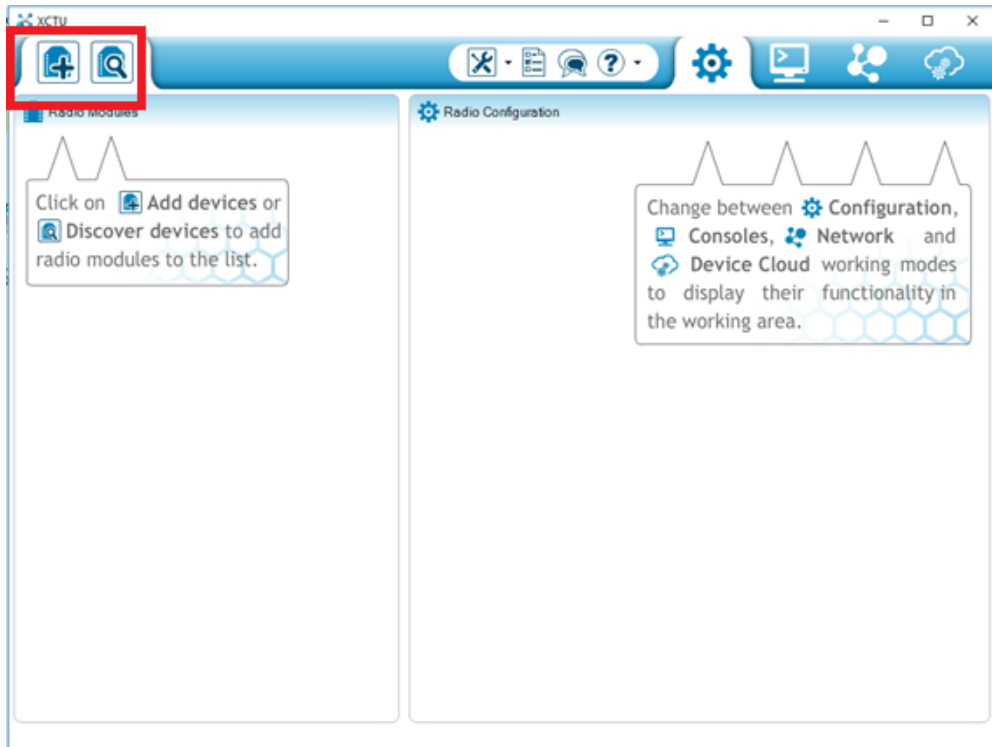 XCTU
Radio Modules
Radio Configuration
Click on Add devices or
Discover devices to add
radio modules to the list.
Change between Configuration,
Consoles, Network and
Device Cloud working modes
to display their functionality in
the working area.